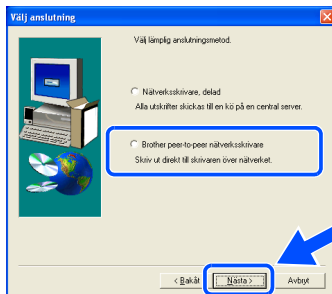 Välj anslutning
Välj lämplig anslutningsmetod.
Nätverksskrivare, delad
Alla utskrifter skickas till en kö på en central server.
Brother peer-to-peer nätverksskrivare
Skriv ut direkt till skrivaren över nätverket.
< Bakåt Nästa > Avbryt